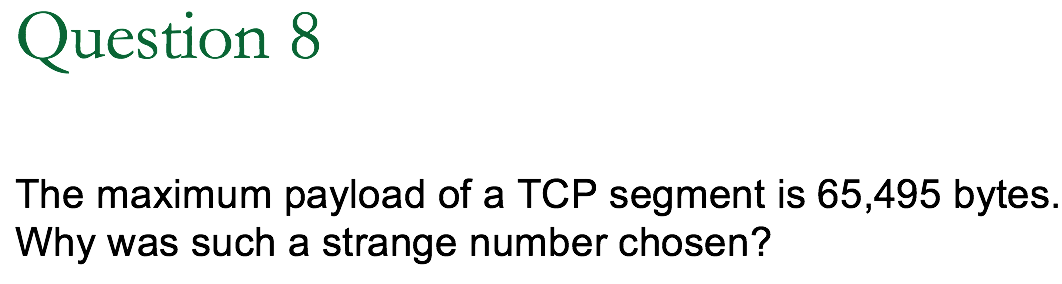 Question 8
The maximum payload of a TCP segment is 65,495 bytes.
Why was such a strange number chosen?